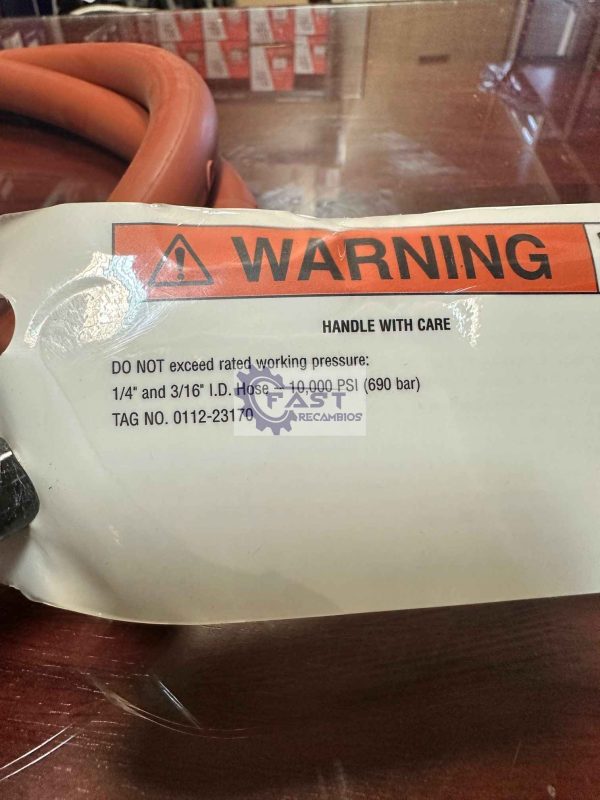 WARNING
HANDLE WITH CARE
DO NOT exceed rated working pressure:
1/4" and 3/16" I.D. Hose – 10,000 PSI (690 bar)
TAG NO. 0112-23170
FAST
RECAMBIOS